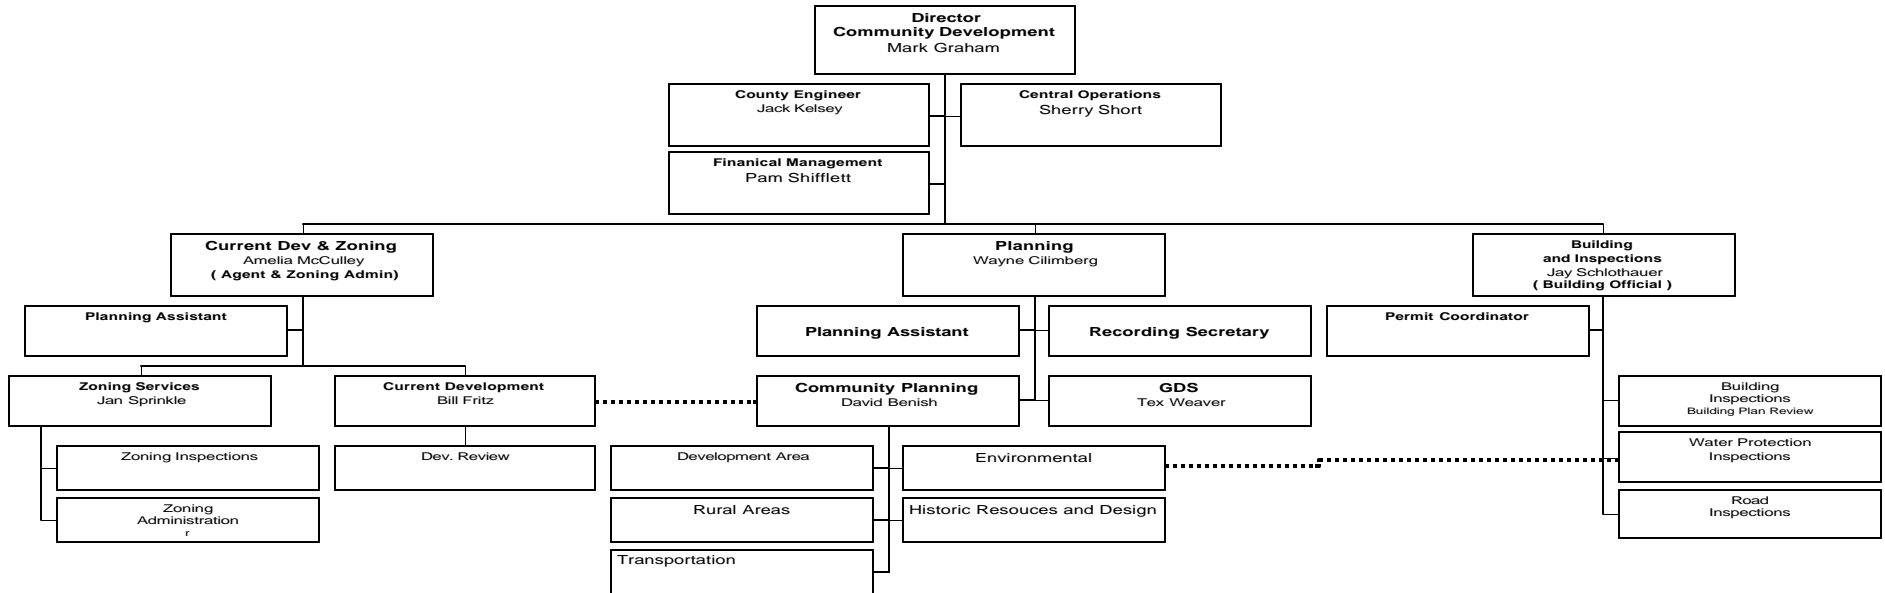 Director
Community Development
Mark Graham
County Engineer
Jack Kelsey
Central Operations
Sherry Short
Finanical Management
Pam Shifflett
Current Dev & Zoning
Amelia McCulley
( Agent & Zoning Admin)
Planning
Wayne Cilimberg
Building
and Inspections
Jay Schlothauer
( Building Official )
Planning Assistant
Planning Assistant
Recording Secretary
Permit Coordinator
Zoning Services
Jan Sprinkle
Current Development
Bill Fritz
Community Planning
David Benish
GDS
Tex Weaver
Building
Inspections
Building Plan Review
Zoning Inspections
Dev. Review
Development Area
Environmental
Water Protection
Inspections
Zoning
Administration
r
Rural Areas
Historic Resouces and Design
Road
Inspections
Transportation